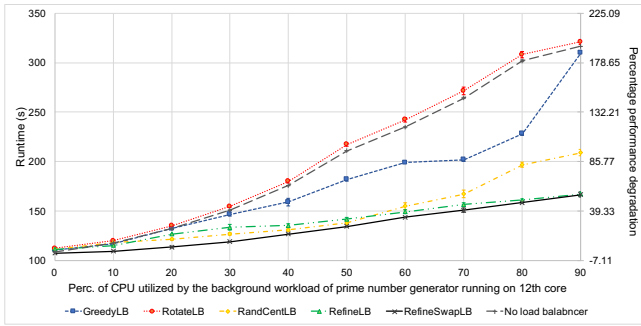 350
300
250
200
150
100
Runtime (s)
225.09
178.65
132.21
85.77
39.33
-7.11
Percentage performance degradation
0 10 20 30 40 50 60 70 80 90
Perc. of CPU utilized by the background workload of prime number generator running on 12th core
GreedyLB RotateLB RandCentLB RefineLB RefineSwapLB No load balabncer